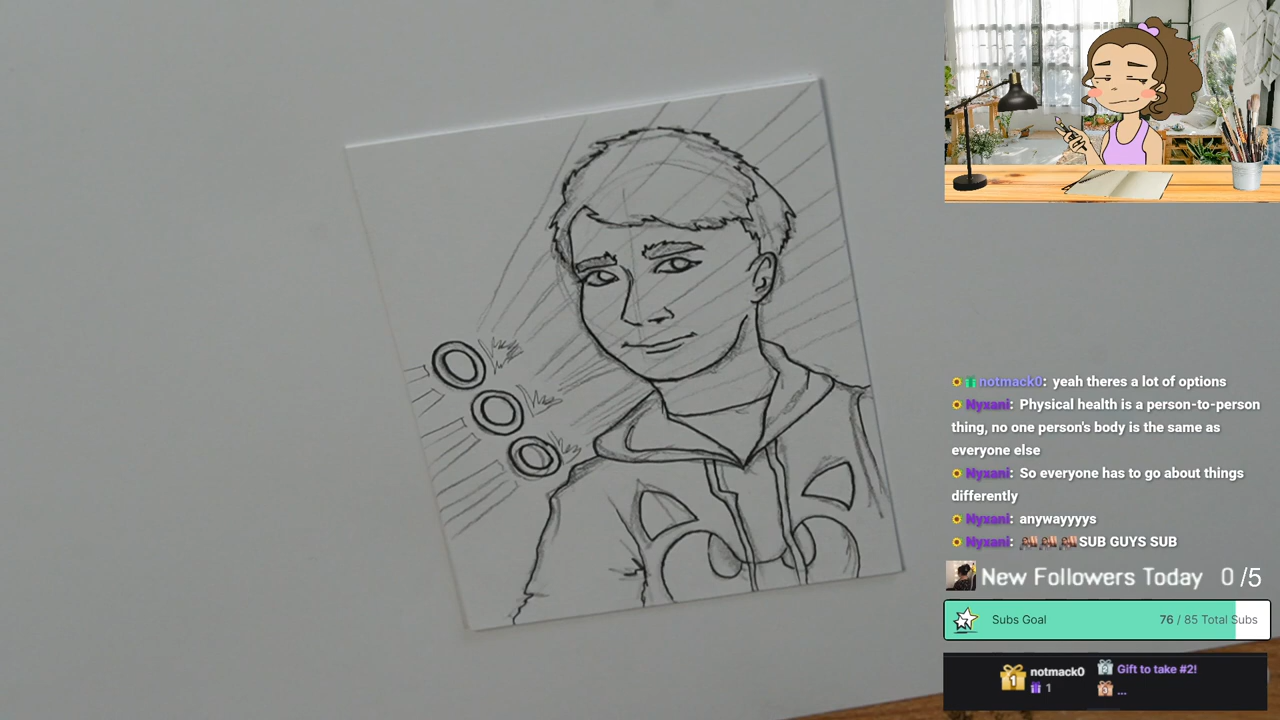 notmack0: yeah theres a lot of options
Nyxani: Physical health is a person-to-person
thing, no one person's body is the same as
everyone else
Nyxani: So everyone has to go about things
differently
Nyxani: anywayyyys
Nyxani: SUB GUYS SUB
New Followers Today 0 /5
Subs Goal 76 / 85 Total Subs
1 notmack0 Gift to take #2!
1 ...